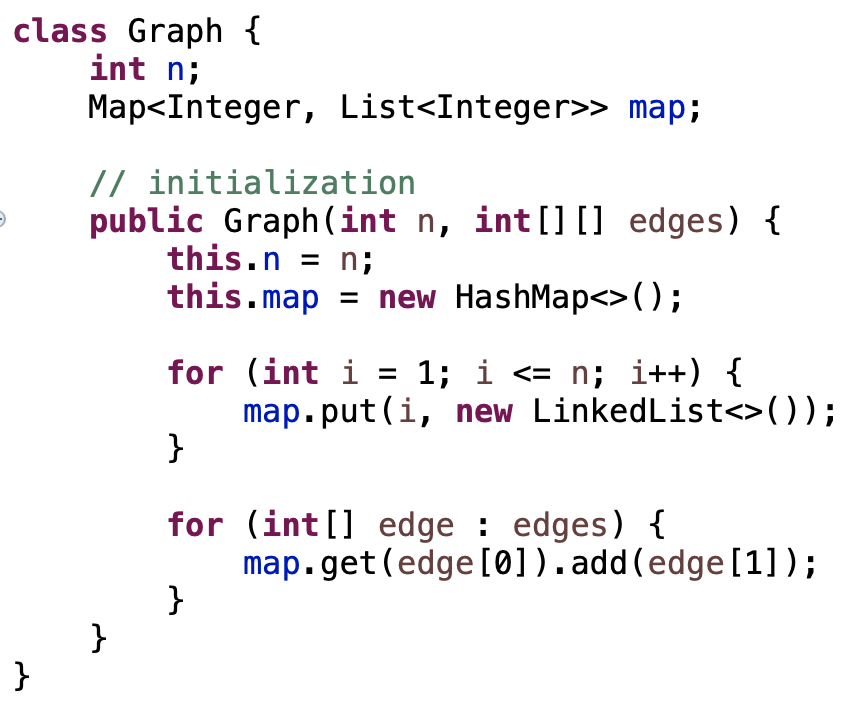 class Graph {
    int n;
    Map<Integer, List<Integer>> map;

    // initialization
    public Graph(int n, int[][] edges) {
        this.n = n;
        this.map = new HashMap<>();

        for (int i = 1; i <= n; i++) {
            map.put(i, new LinkedList<>());
        }

        for (int[] edge : edges) {
            map.get(edge[0]).add(edge[1]);
        }
    }
}